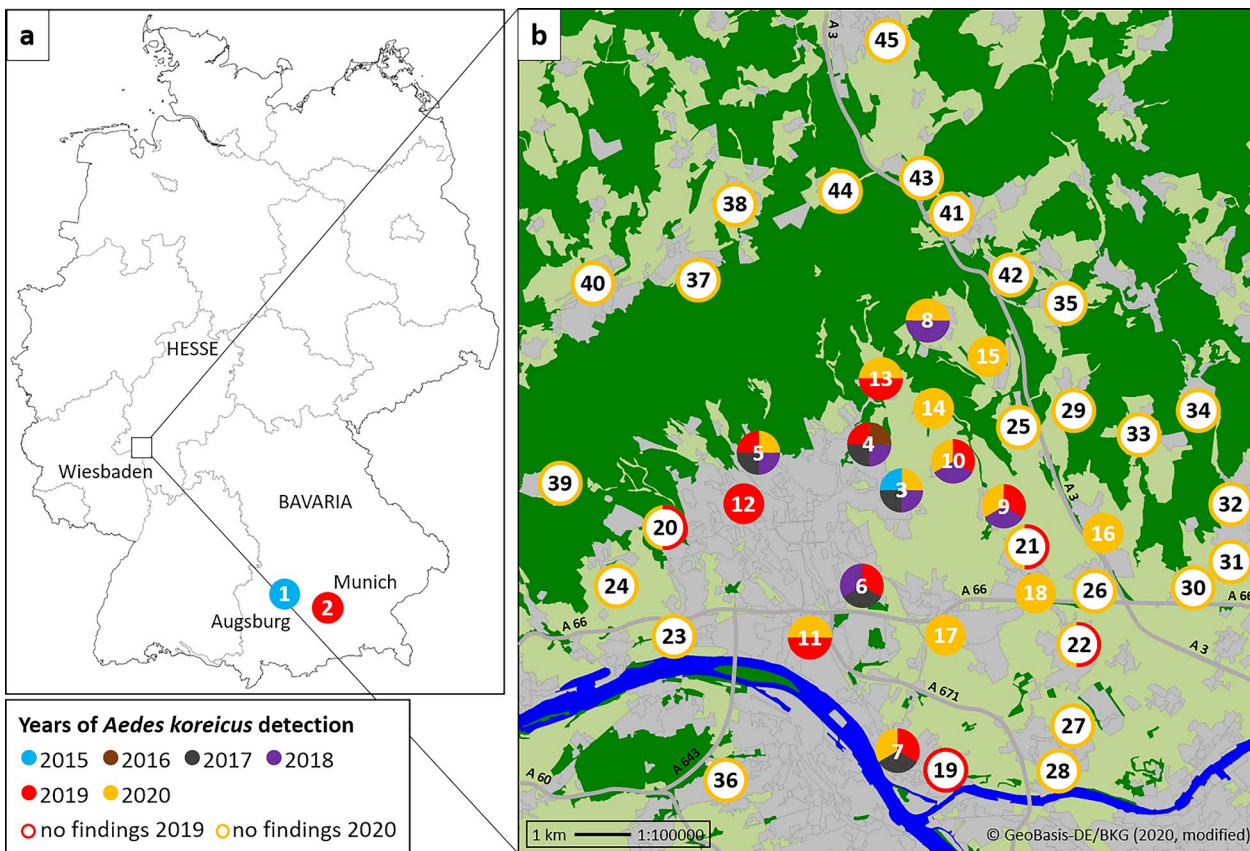 a
HESSE
Wiesbaden
BAVARIA
Munich
1
2
Augsburg
Years of Aedes koreicus detection
2015 2016 2017 2018
2019 2020
no findings 2019 no findings 2020
b
A 3
45
43
44
38
41
40
37
42
35
8
15
13
14
25
29
34
33
4
5
10
A 3
39
3
12
9
32
20
21
16
31
24
6
18
26
30
A 66
A 66
A 66
23
11
17
22
A 3
A 671
27
7
19
28
A 643
A 60
36
1 km 1:100000
© GeoBasis-DE/BKG (2020, modified)